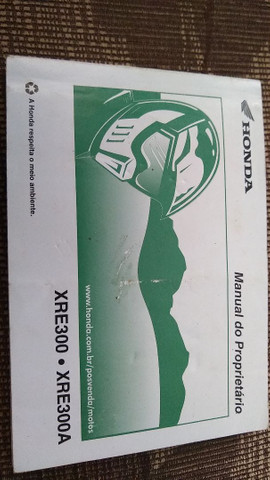 HONDA
Manual do Proprietário
www.honda.com.br/posvenda/motos
XRE300 • XRE300A
A Honda respeita o meio ambiente.